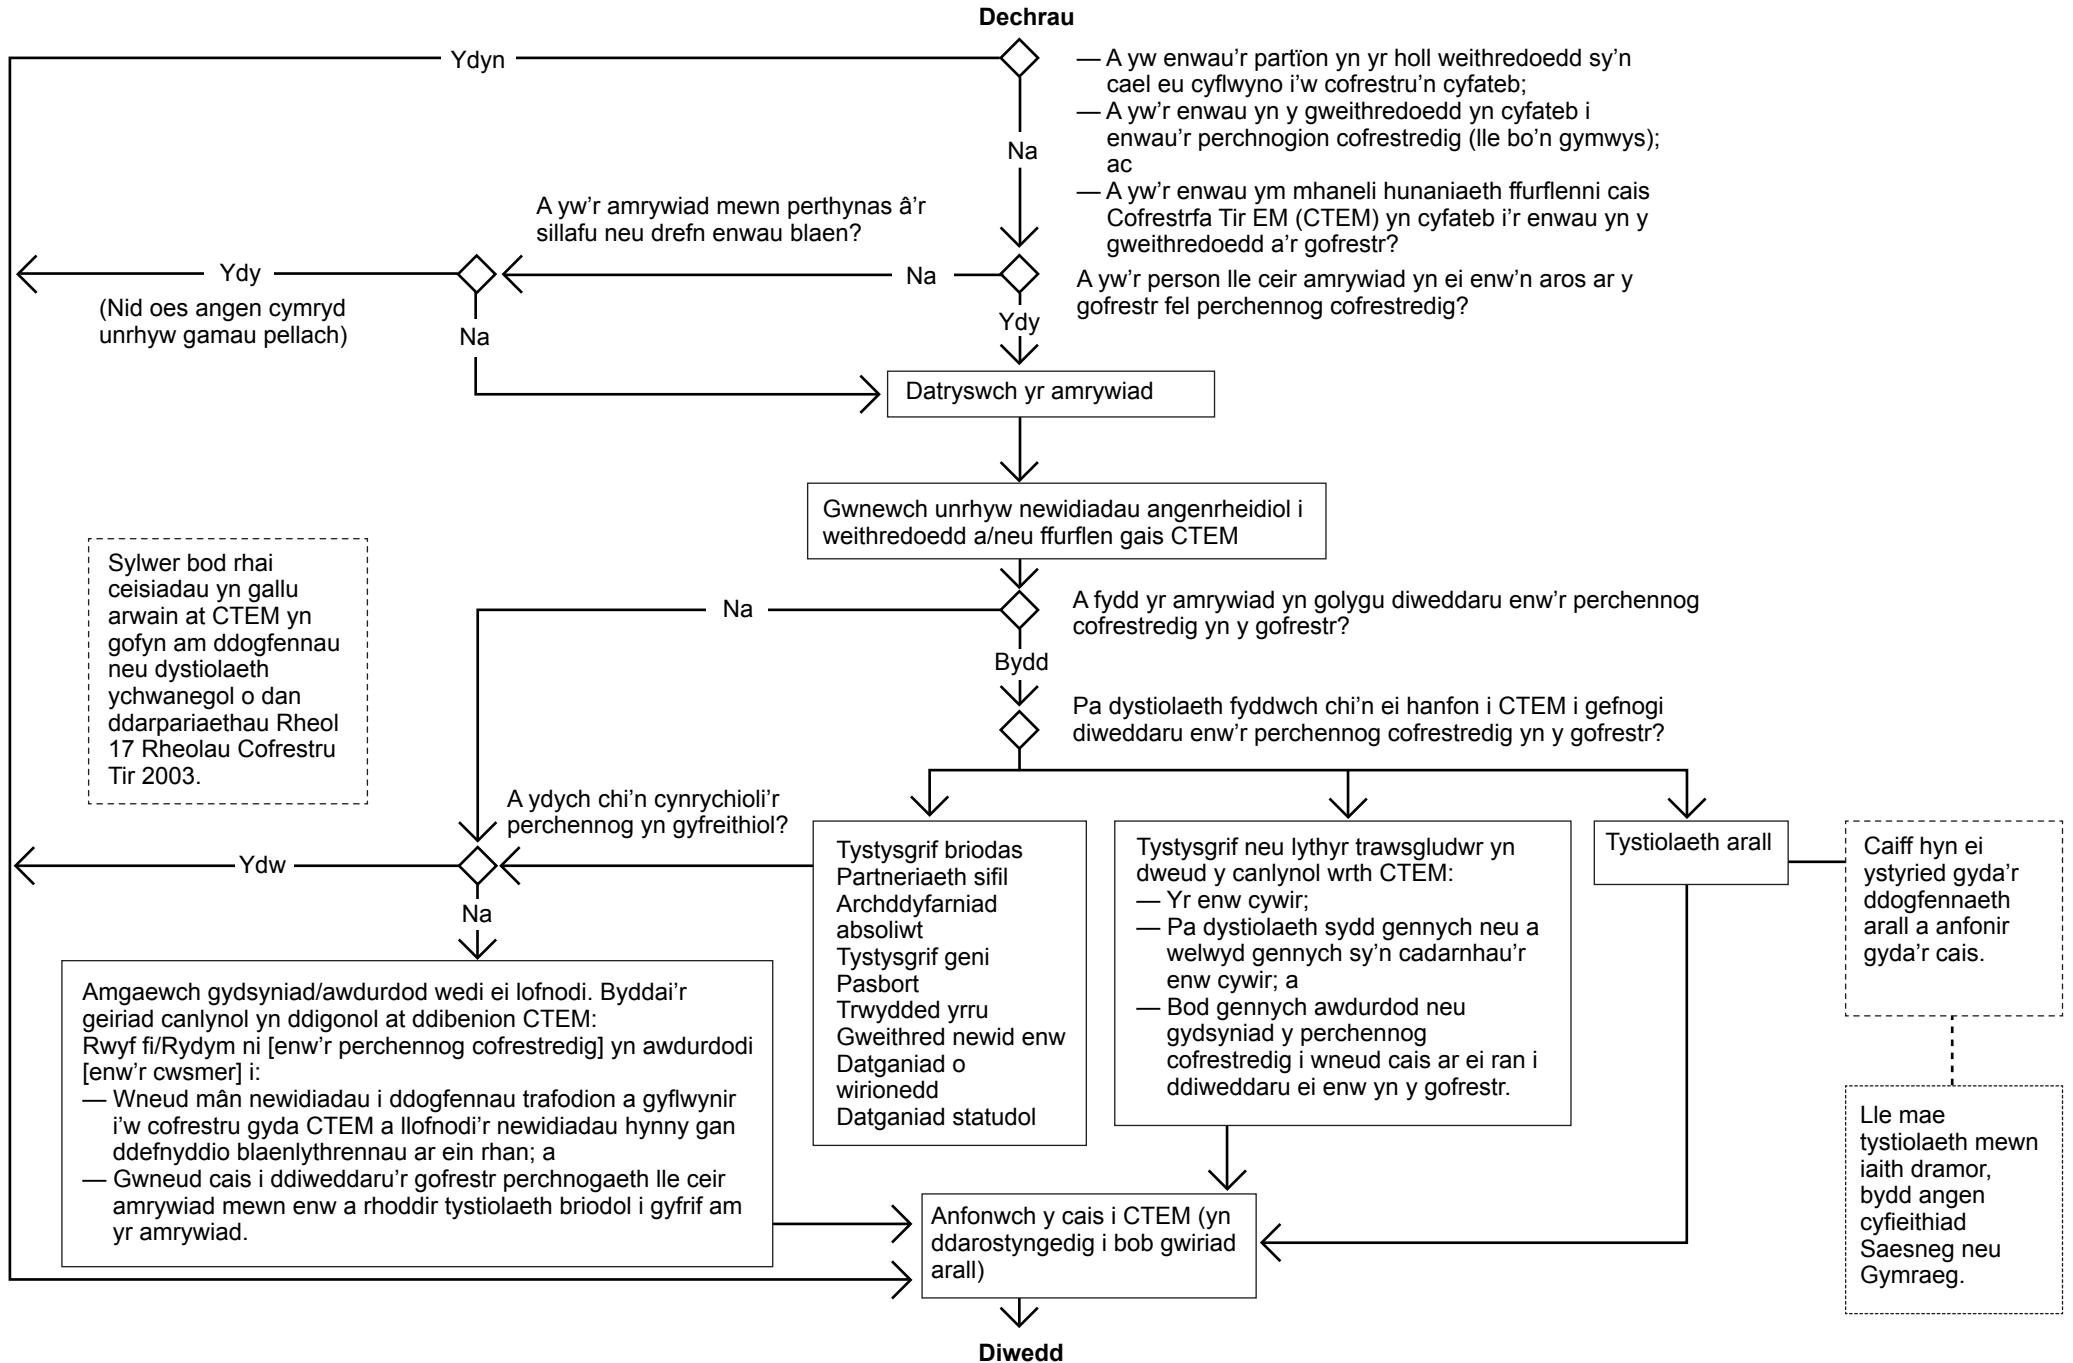 Dechrau
Ydyn
— A yw enwau'r partïon yn yr holl weithredoedd sy'n
cael eu cyflwyno i'w cofrestru'n cyfateb;
— A yw'r enwau yn y gweithredoedd yn cyfateb i
enwau'r perchnogion cofrestredig (lle bo'n gymwys);
ac
— A yw'r enwau ym mhaneli hunaniaeth ffurflenni cais
Cofrestrfa Tir EM (CTEM) yn cyfateb i'r enwau yn y
gweithredoedd a'r gofrestr?
Na
A yw'r amrywiad mewn perthynas â'r
sillafu neu drefn enwau blaen?
Ydy
(Nid oes angen cymryd
unrhyw gamau pellach)
Na
Na
A yw'r person lle ceir amrywiad yn ei enw'n aros ar y
gofrestr fel perchennog cofrestredig?
Ydy
Datryswch yr amrywiad
Gwnewch unrhyw newidiadau angenrheidiol i
weithredoedd a/neu ffurflen gais CTEM
Sylwer bod rhai
ceisiadau yn gallu
arwain at CTEM yn
gofyn am ddogfennau
neu dystiolaeth
ychwanegol o dan
ddarpariaethau Rheol
17 Rheolau Cofrestru
Tir 2003.
Na
A fydd yr amrywiad yn golygu diweddaru enw'r perchennog
cofrestredig yn y gofrestr?
Bydd
Pa dystiolaeth fyddwch chi'n ei hanfon i CTEM i gefnogi
diweddaru enw'r perchennog cofrestredig yn y gofrestr?
A ydych chi'n cynrychioli'r
perchennog yn gyfreithiol?
Ydw
Na
Tystysgrif briodas
Partneriaeth sifil
Archddyfarniad
absoliwt
Tystysgrif geni
Pasbort
Trwydded yrru
Gweithred newid enw
Datganiad o
wirionedd
Datganiad statudol
Tystysgrif neu lythyr trawsgludwr yn
dweud y canlynol wrth CTEM:
— Yr enw cywir;
— Pa dystiolaeth sydd gennych neu a
welwyd gennych sy'n cadarnhau'r
enw cywir; a
— Bod gennych awdurdod neu
gydsyniad y perchennog
cofrestredig i wneud cais ar ei ran i
ddiweddaru ei enw yn y gofrestr.
Tystiolaeth arall
Caiff hyn ei
ystyried gyda'r
ddogfennaeth
arall a anfonir
gyda'r cais.
Lle mae
tystiolaeth mewn
iaith dramor,
bydd angen
cyfieithiad
Saesneg neu
Gymraeg.
Amgaewch gydsyniad/awdurdod wedi ei lofnodi. Byddai'r
geiriad canlynol yn ddigonol at ddibenion CTEM:
Rwyf fi/Rydym ni [enw'r perchennog cofrestredig] yn awdurdodi
[enw'r cwsmer] i:
— Wneud mân newidiadau i ddogfennau trafodion a gyflwynir
i'w cofrestru gyda CTEM a llofnodi'r newidiadau hynny gan
ddefnyddio blaenlythrennau ar ein rhan; a
— Gwneud cais i ddiweddaru'r gofrestr perchnogaeth lle ceir
amrywiad mewn enw a rhoddir tystiolaeth briodol i gyfrif am
yr amrywiad.
Anfonwch y cais i CTEM (yn
ddarostyngedig i bob gwiriad
arall)
Diwedd